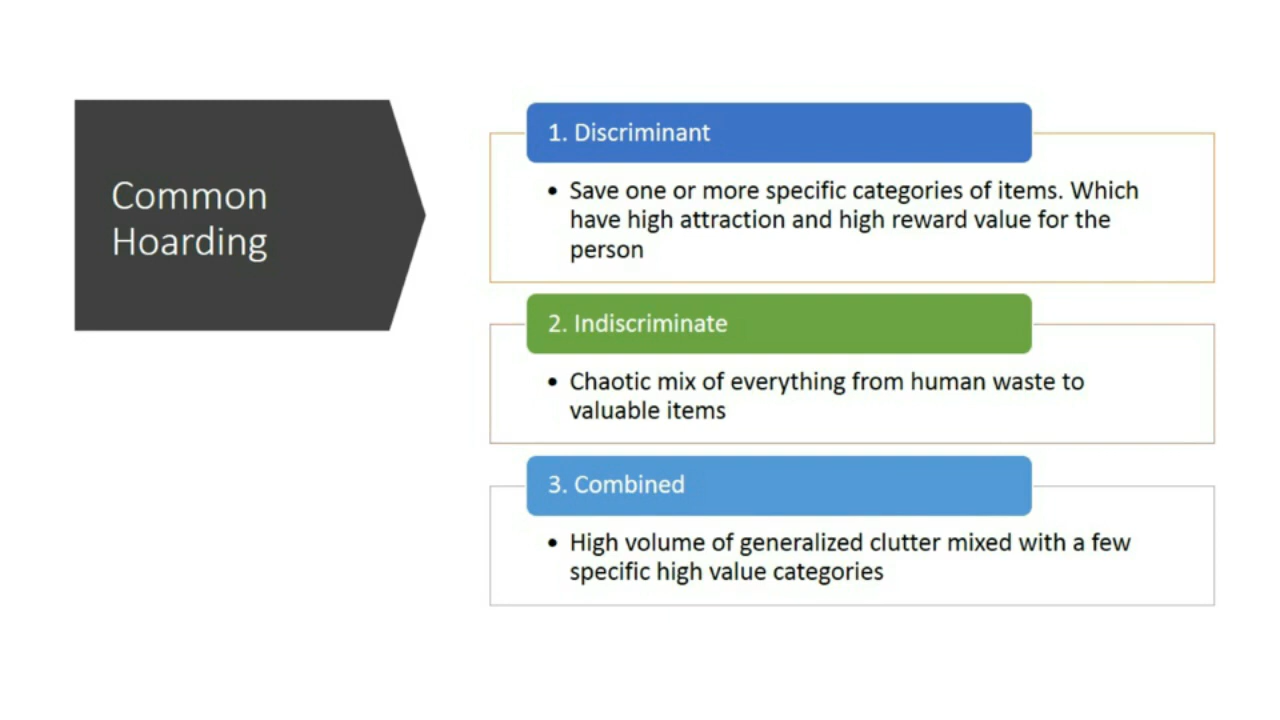 Common
Hoarding
1. Discriminant
• Save one or more specific categories of items. Which
have high attraction and high reward value for the
person
2. Indiscriminate
• Chaotic mix of everything from human waste to
valuable items
3. Combined
• High volume of generalized clutter mixed with a few
specific high value categories